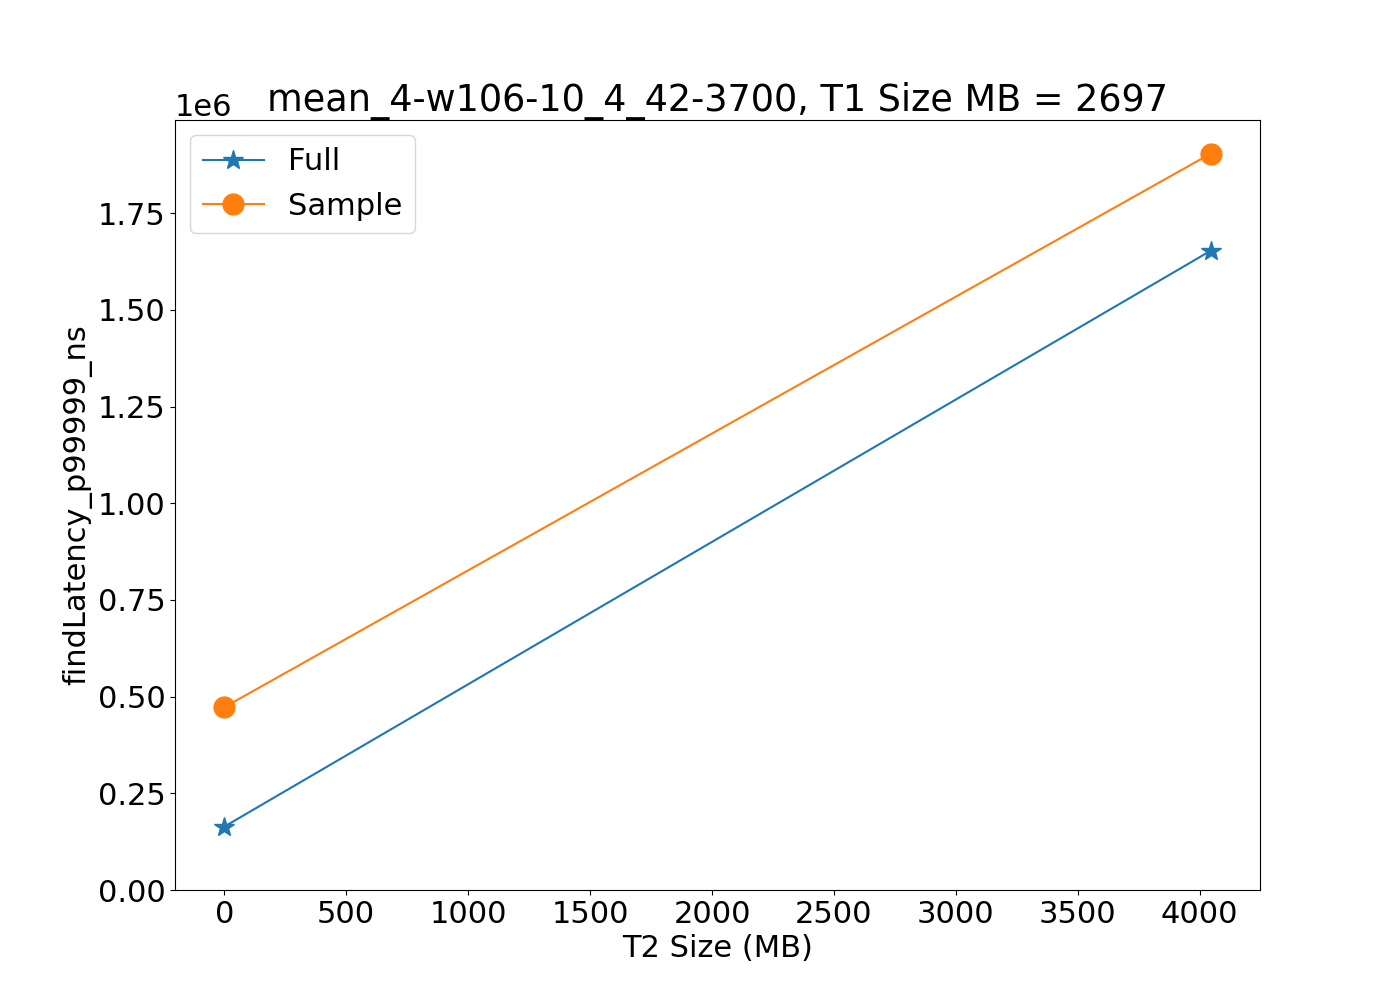 1e6
mean_4-w106-10_4_42-3700, T1 Size MB = 2697
Full
Sample
findLatency_p99999_ns
1.75
1.50
1.25
1.00
0.75
0.50
0.25
0.00
0 500 1000 1500 2000 2500 3000 3500 4000
T2 Size (MB)